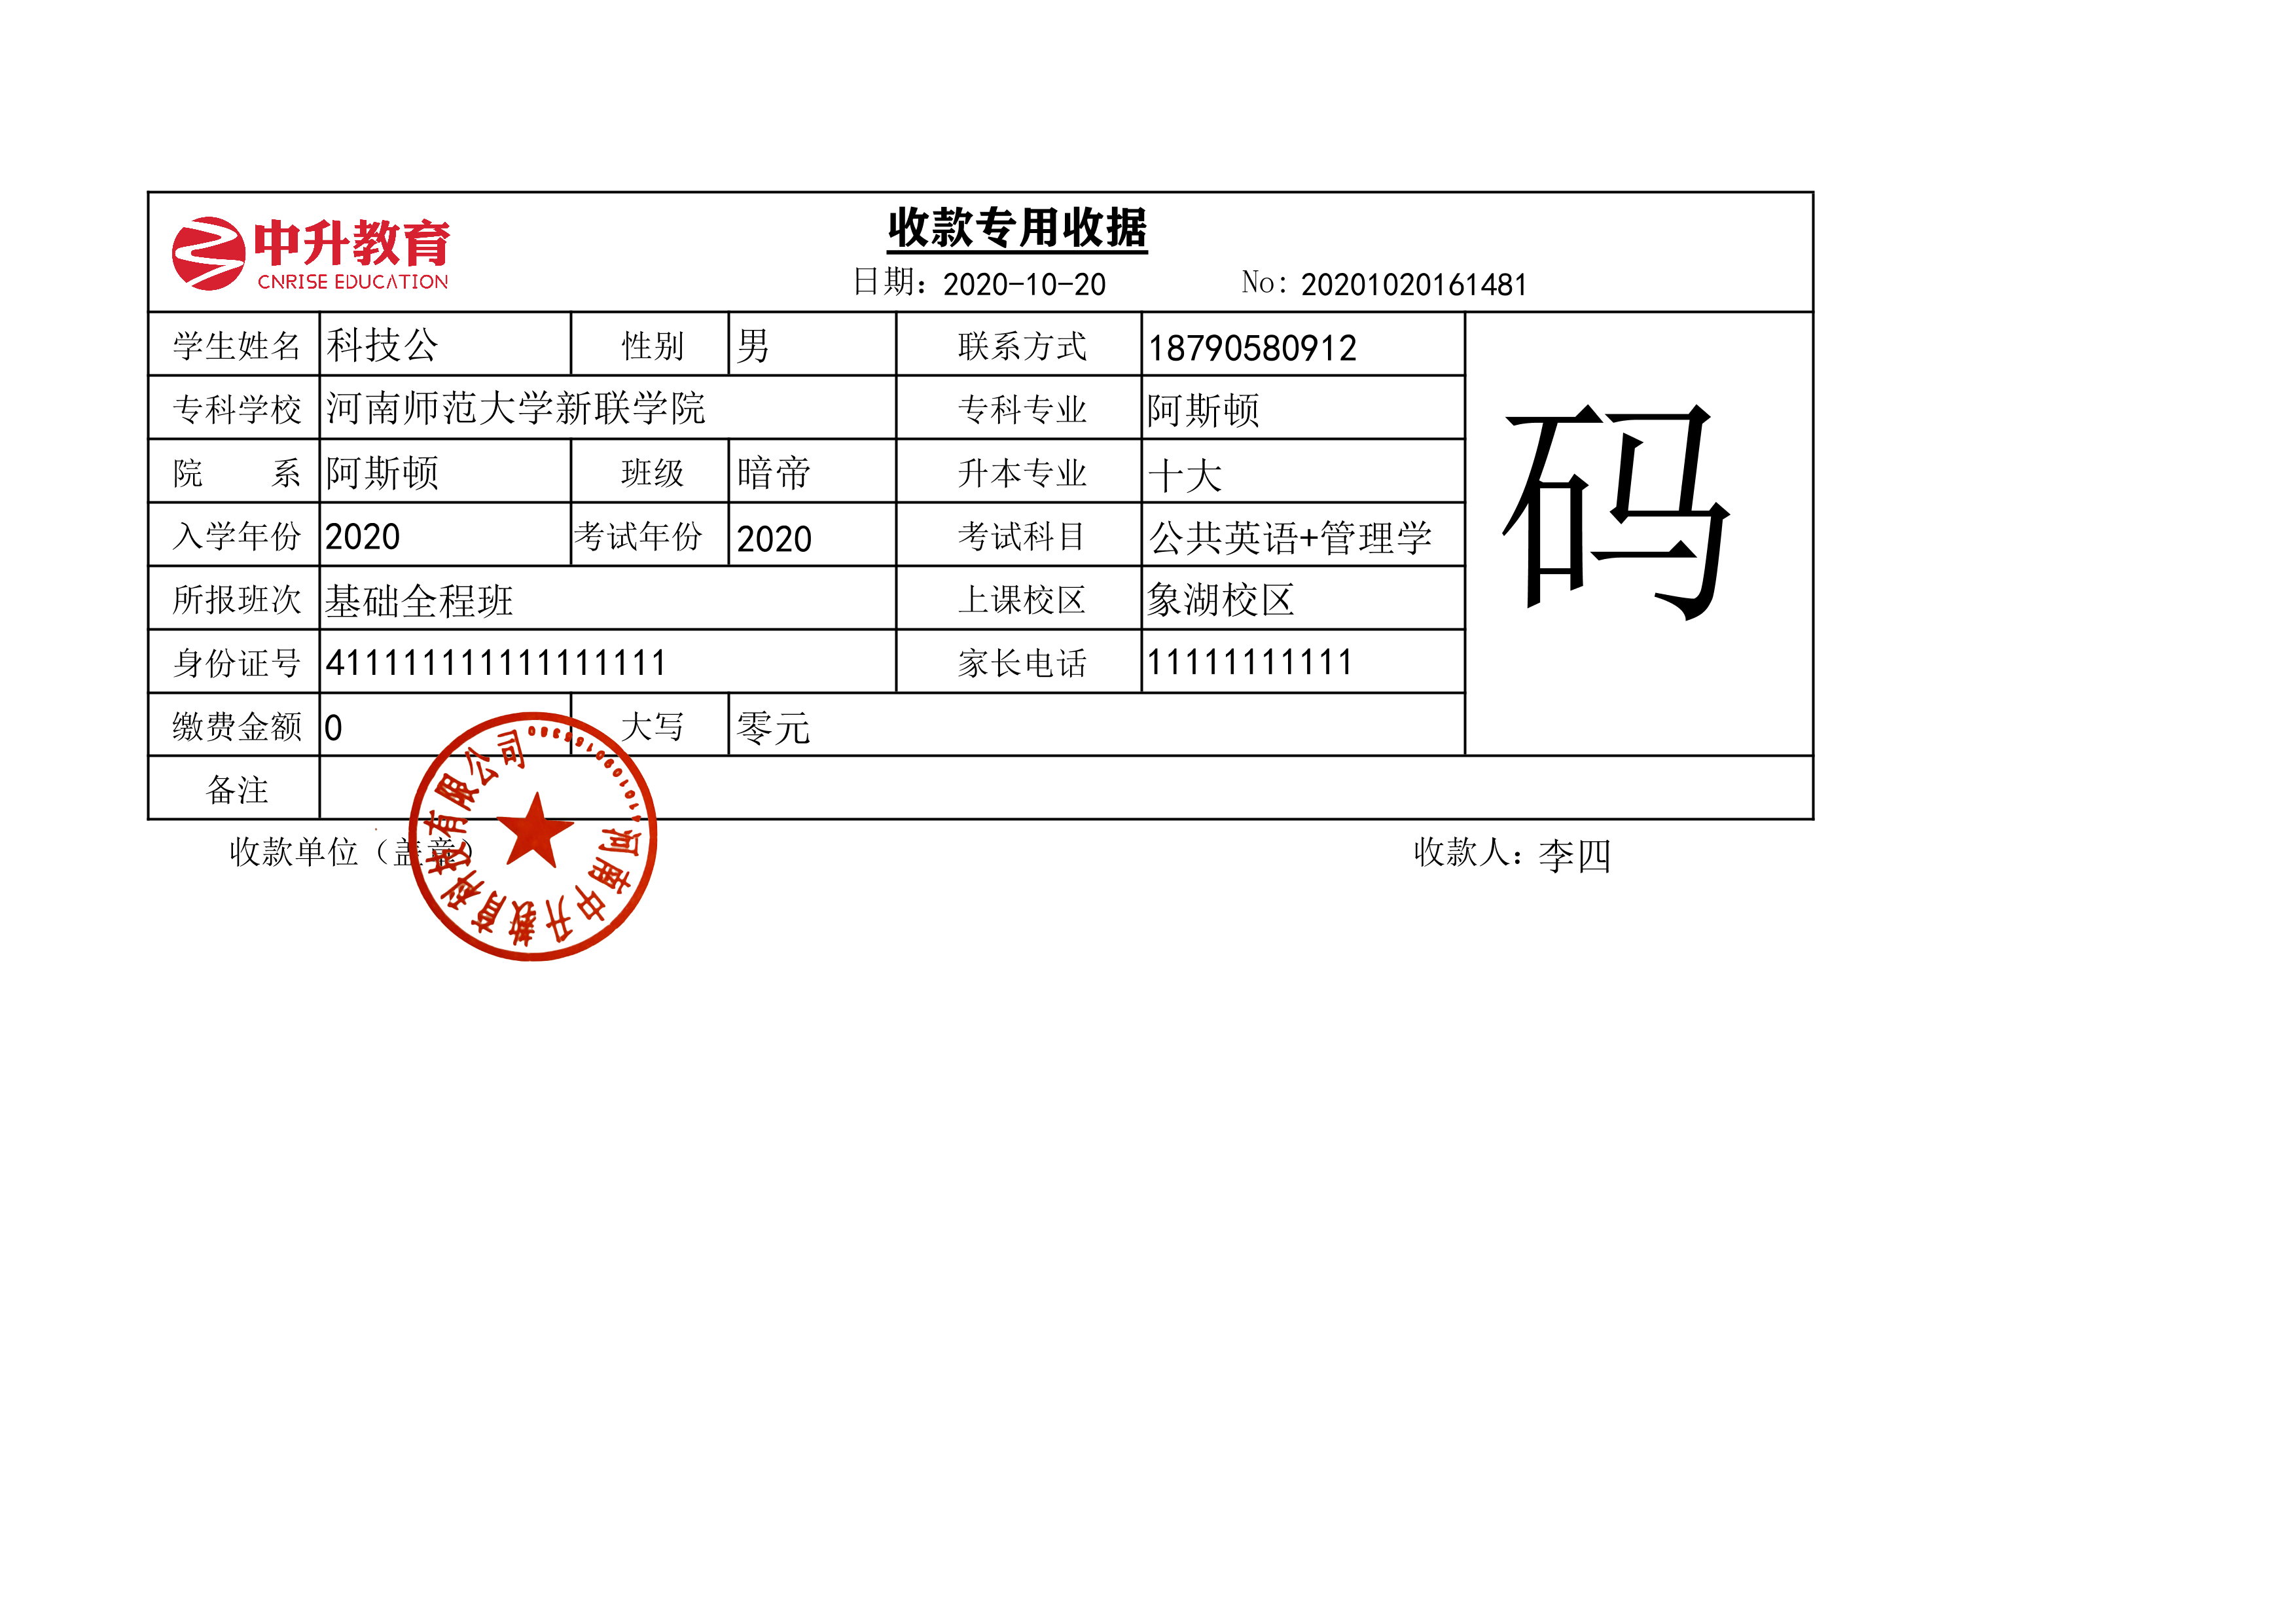 中升教育
CNRISE EDUCATION
收款专用收据
日期：2020-10-20 No：20201020161481
学生姓名 科技公 性别 男 联系方式 18790580912
专科学校 河南师范大学新联学院 专科专业 阿斯顿
院 系 阿斯顿 班级 暗帝 升本专业 十大
入学年份 2020 考试年份 2020 考试科目 公共英语+管理学
所报班次 基础全程班 上课校区 象湖校区
身份证号 411111111111111111 家长电话 11111111111
缴费金额 0 大写 零元
码
备注
收款单位（盖章） 收款人：李四
河南中升教育科技有限公司